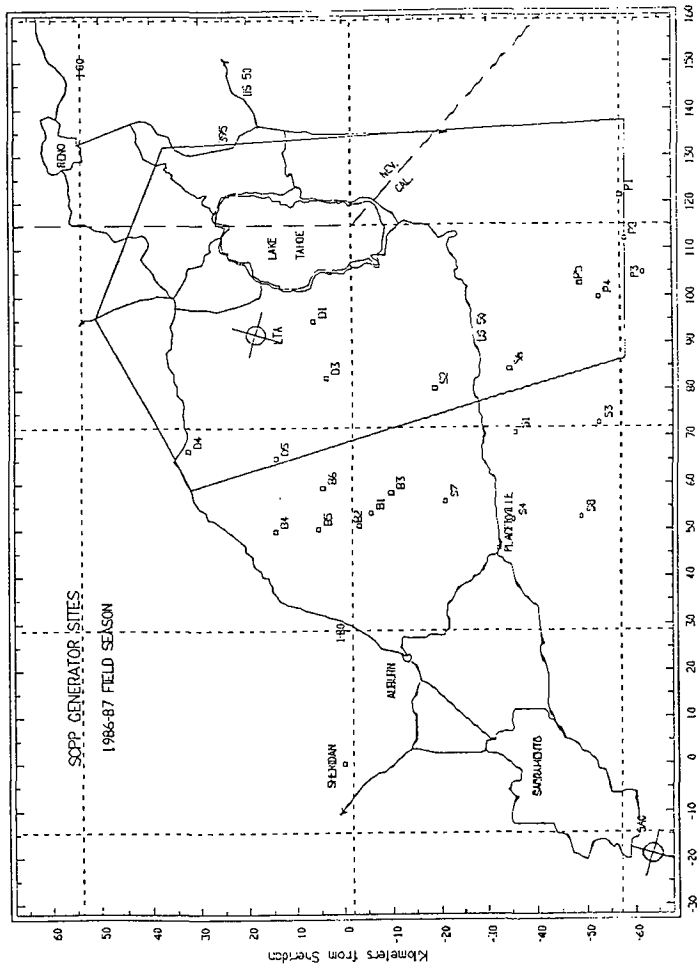 SCPP GENERATOR SITES
1986-87 FIELD SEASON
RENO
I-80
US 50
395
NEV.
CAL.
LAKE
TAHOE
LTA
D1
D3
D4
D5
B6
B4
B5
B2
B1
B3
S7
S2
US 50
S6
S1
S3
S4
S8
P1
P2
P3
P4
P5
PLACERVILLE
I-80
AUBURN
SHERIDAN
SACRAMENTO
SAC
Kilometers from Sheridan
60
50
40
30
20
10
0
-10
-20
-30
-40
-50
-60
-30
-20
-10
0
10
20
30
40
50
60
70
80
90
100
110
120
130
140
150
160